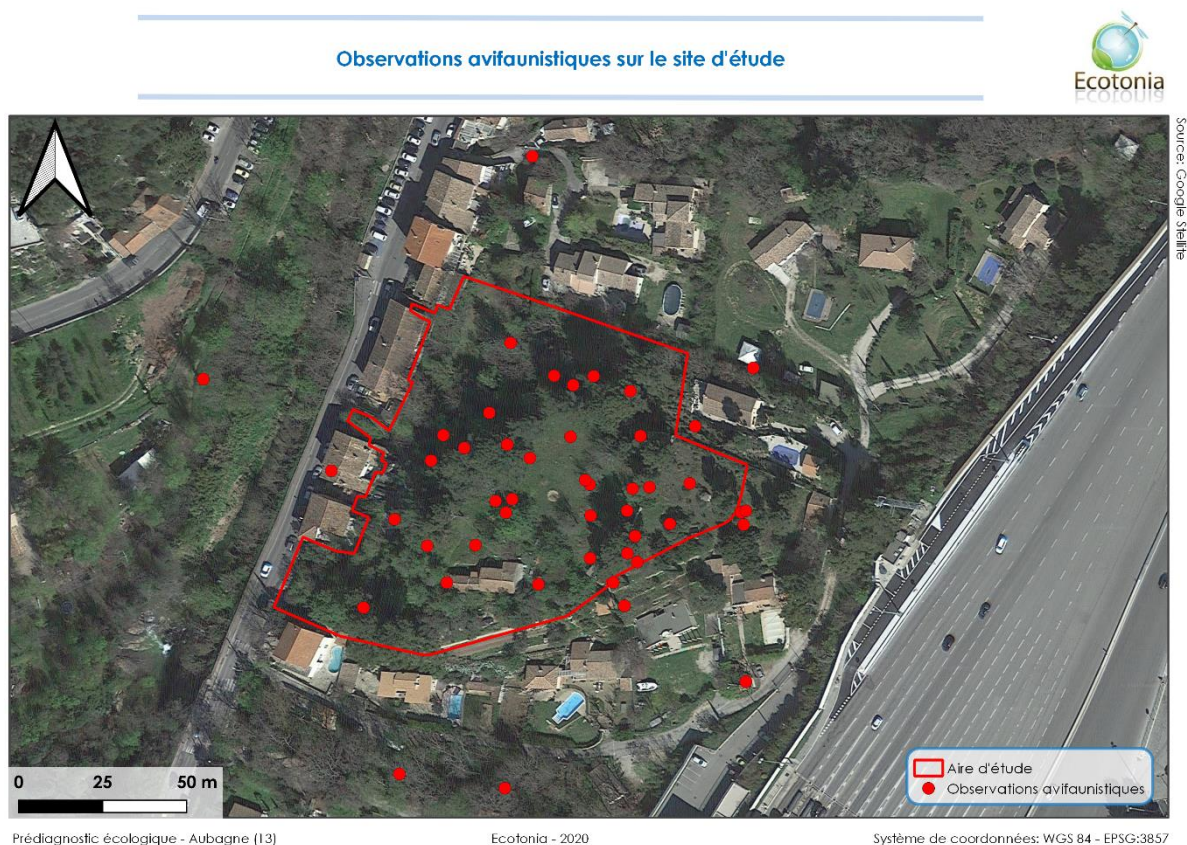 Observations avifaunistiques sur le site d'étude
Ecotonia
Source: Google Stellite
0 25 50 m
Aire d'étude
Observations avifaunistiques
Prédiagnostic écologique - Aubagne (13)
Ecotonia - 2020
Système de coordonnées: WGS 84 - EPSG:3857